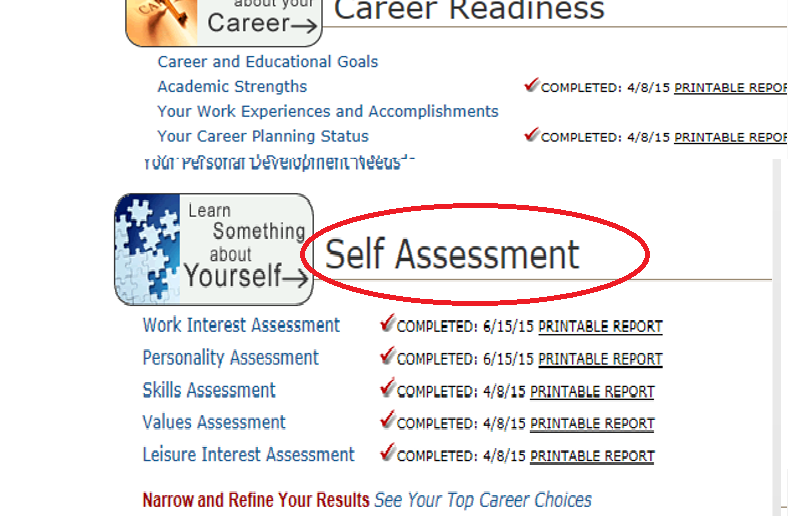 about your
Career→
Career Readiness
Career and Educational Goals
Academic Strengths
COMPLETED: 4/8/15 PRINTABLE REPOR
Your Work Experiences and Accomplishments
Your Career Planning Status
COMPLETED: 4/8/15 PRINTABLE REPOR
Your Personal Development Needs
Learn
Something
about
Yourself→
Self Assessment
Work Interest Assessment
COMPLETED: 6/15/15 PRINTABLE REPORT
Personality Assessment
COMPLETED: 6/15/15 PRINTABLE REPORT
Skills Assessment
COMPLETED: 4/8/15 PRINTABLE REPORT
Values Assessment
COMPLETED: 4/8/15 PRINTABLE REPORT
Leisure Interest Assessment
COMPLETED: 4/8/15 PRINTABLE REPORT
Narrow and Refine Your Results See Your Top Career Choices